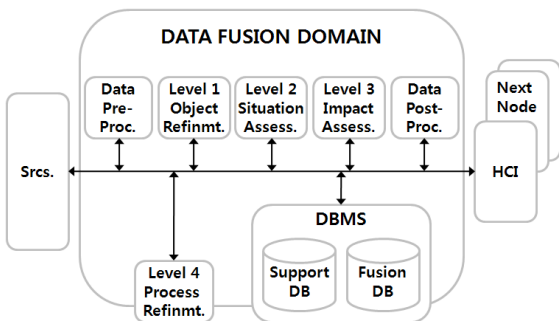 DATA FUSION DOMAIN
Data
Pre-
Proc.
Level 1
Object
Refinmt.
Level 2
Situation
Assess.
Level 3
Impact
Assess.
Data
Post-
Proc.
Next
Node
Srcs.
HCI
DBMS
Support
DB
Fusion
DB
Level 4
Process
Refinmt.